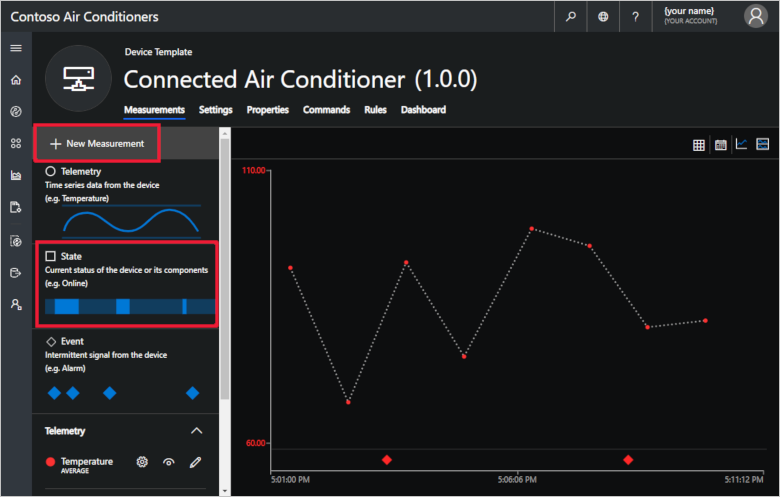 Contoso Air Conditioners
?
{your name}
{YOUR ACCOUNT}
Device Template
Connected Air Conditioner (1.0.0)
Measurements Settings Properties Commands Rules Dashboard
+ New Measurement
Telemetry
Time series data from the device
(e.g. Temperature)
State
Current status of the device or its components
(e.g. Online)
Event
Intermittent signal from the device
(e.g. Alarm)
Telemetry
Temperature
AVERAGE
110.00
60.00
5:01:00 PM 5:06:06 PM 5:11:12 PM